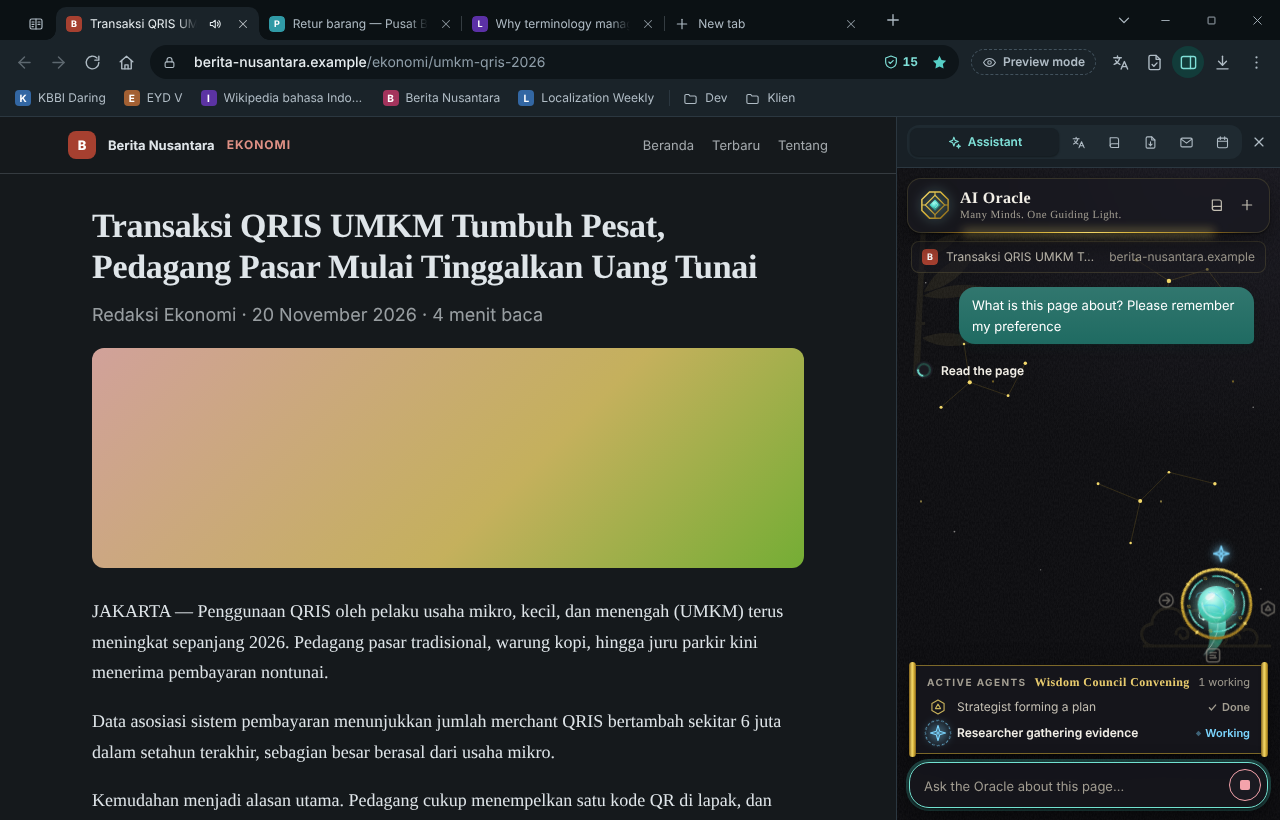 B Transaksi QRIS UM
P Retur barang — Pusat B
L Why terminology mana
New tab
berita-nusantara.example/ekonomi/umkm-qris-2026
15
Preview mode
K KBBI Daring
E EYD V
I Wikipedia bahasa Indo...
B Berita Nusantara
L Localization Weekly
Dev
Klien
B Berita Nusantara EKONOMI
Beranda Terbaru Tentang
Transaksi QRIS UMKM Tumbuh Pesat,
Pedagang Pasar Mulai Tinggalkan Uang Tunai
Redaksi Ekonomi · 20 November 2026 · 4 menit baca
JAKARTA — Penggunaan QRIS oleh pelaku usaha mikro, kecil, dan menengah (UMKM) terus
meningkat sepanjang 2026. Pedagang pasar tradisional, warung kopi, hingga juru parkir kini
menerima pembayaran nontunai.
Data asosiasi sistem pembayaran menunjukkan jumlah merchant QRIS bertambah sekitar 6 juta
dalam setahun terakhir, sebagian besar berasal dari usaha mikro.
Kemudahan menjadi alasan utama. Pedagang cukup menempelkan satu kode QR di lapak, dan
Assistant
AI Oracle
Many Minds. One Guiding Light.
B Transaksi QRIS UMKM T... berita-nusantara.example
What is this page about? Please remember
my preference
Read the page
ACTIVE AGENTS Wisdom Council Convening 1 working
Strategist forming a plan Done
Researcher gathering evidence Working
Ask the Oracle about this page...